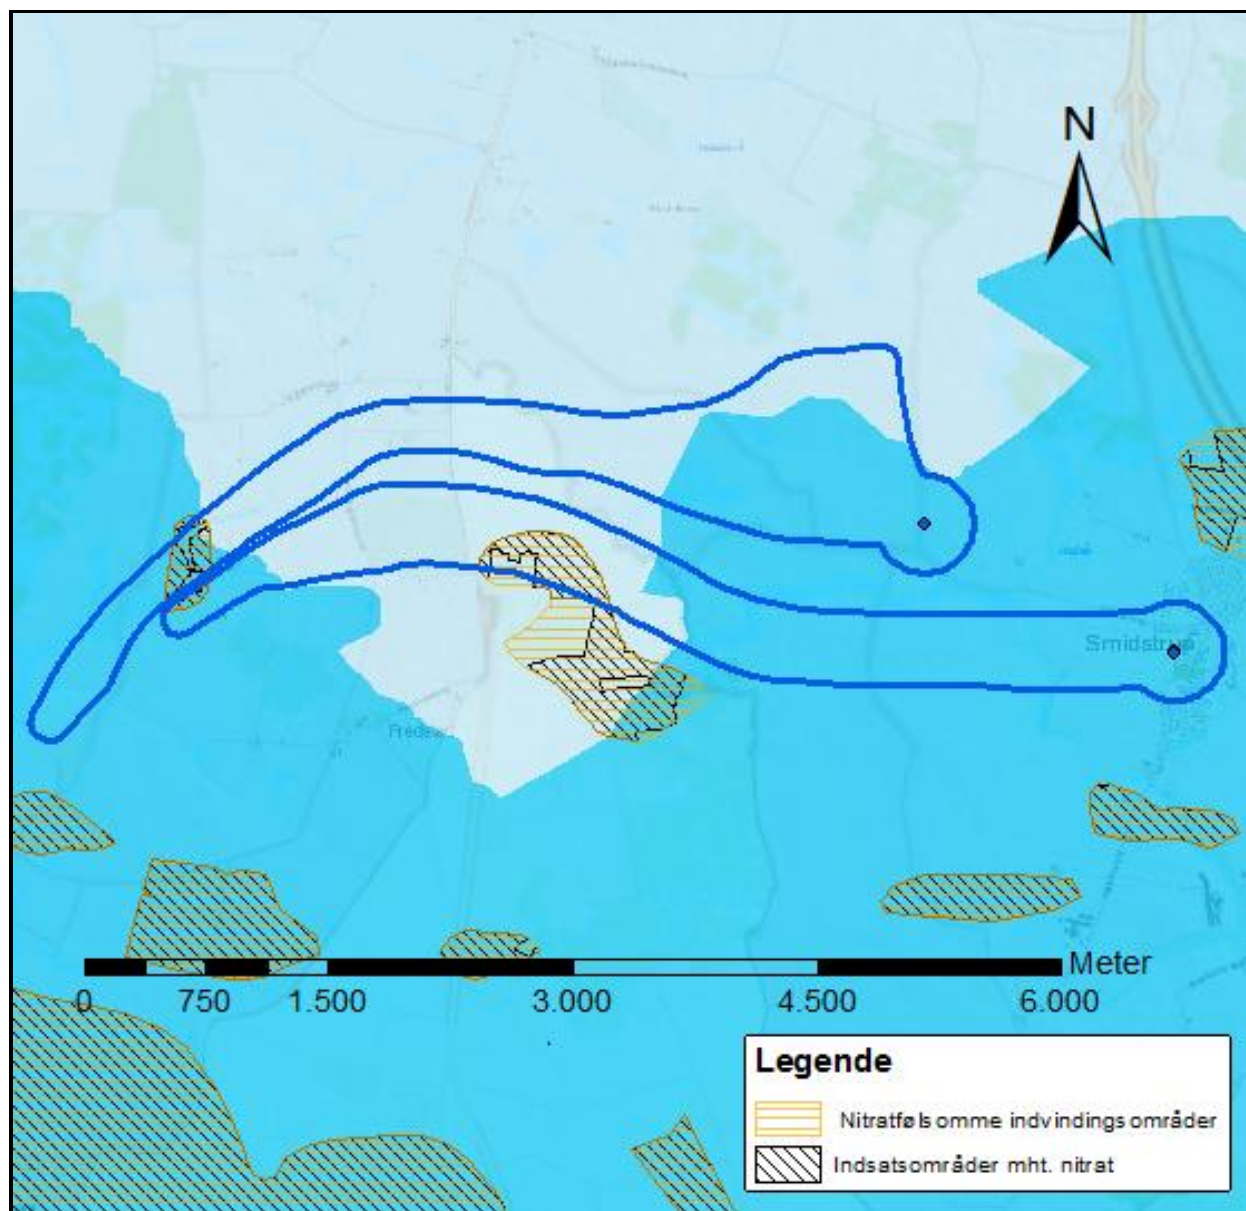 N
Smidstrup
Meter
0 750 1.500 3.000 4.500 6.000
Legende
Nitratfølsomme indvindingsområder
Indsatsområder mht. nitrat